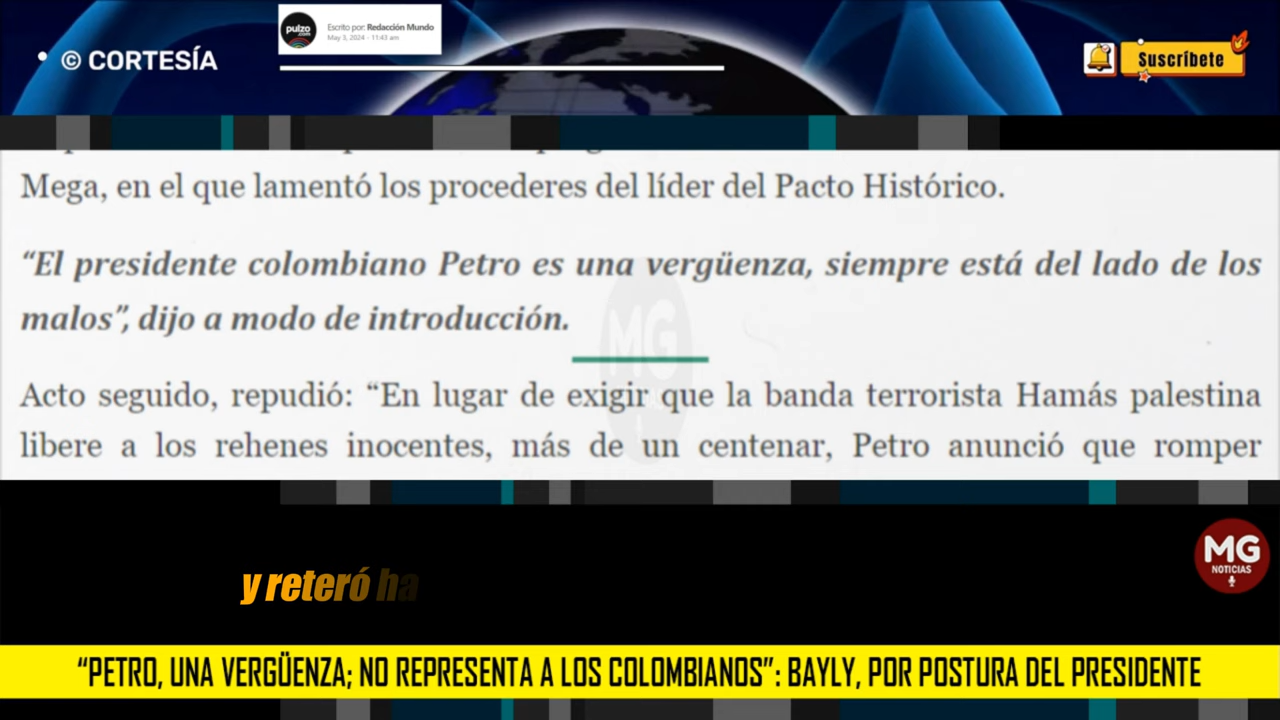 pulzo
.com
Escrito por: Redacción Mundo
May 3, 2024 - 11:43 am
© CORTESÍA
Suscríbete
Mega, en el que lamentó los procederes del líder del Pacto Histórico.
“El presidente colombiano Petro es una vergüenza, siempre está del lado de los
malos”, dijo a modo de introducción.
MG
Acto seguido, repudió: “En lugar de exigir que la banda terrorista Hamás palestina
libere a los rehenes inocentes, más de un centenar, Petro anunció que romper
MG
NOTICIAS
y reteró ha
“PETRO, UNA VERGÜENZA; NO REPRESENTA A LOS COLOMBIANOS”: BAYLY, POR POSTURA DEL PRESIDENTE